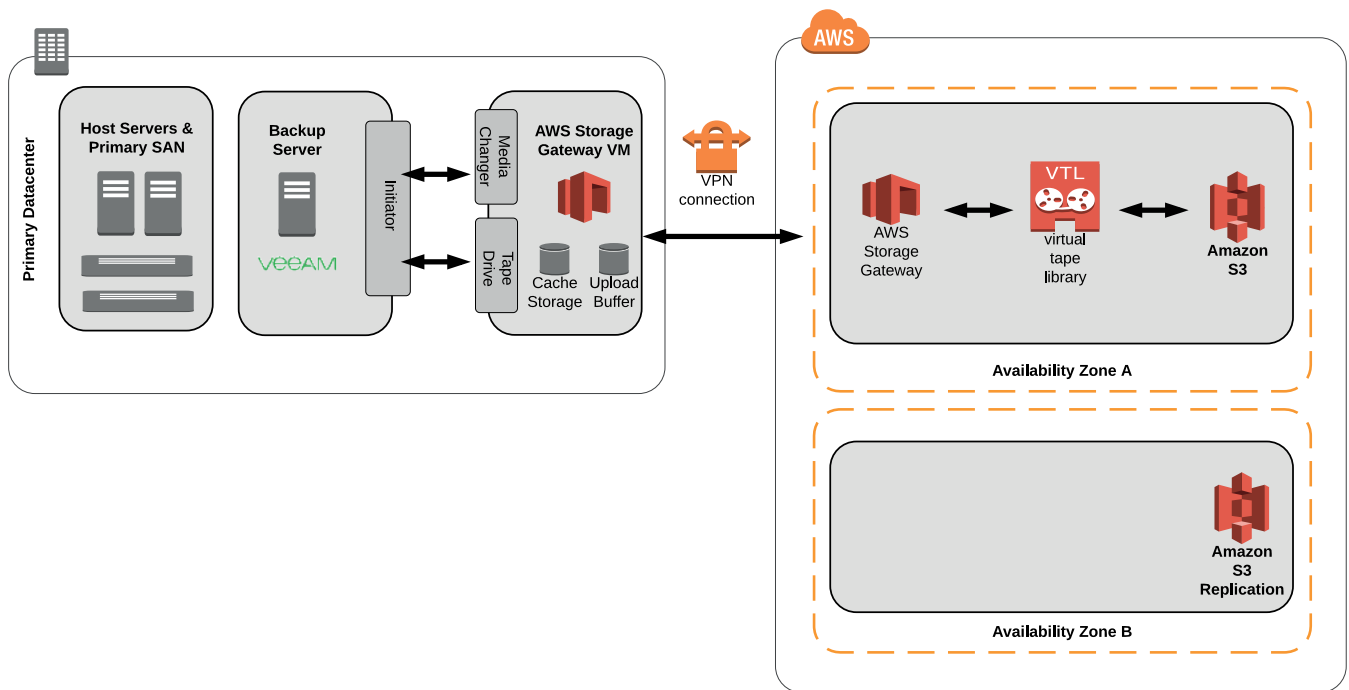 AWS
Primary Datacenter
Host Servers &
Primary SAN
Backup
Server
veeAM
Initiator
Media
Changer
Tape
Drive
AWS Storage
Gateway VM
Cache
Storage
Upload
Buffer
VPN
connection
AWS
Storage
Gateway
VTL
virtual
tape
library
Amazon
S3
Availability Zone A
Amazon
S3
Replication
Availability Zone B